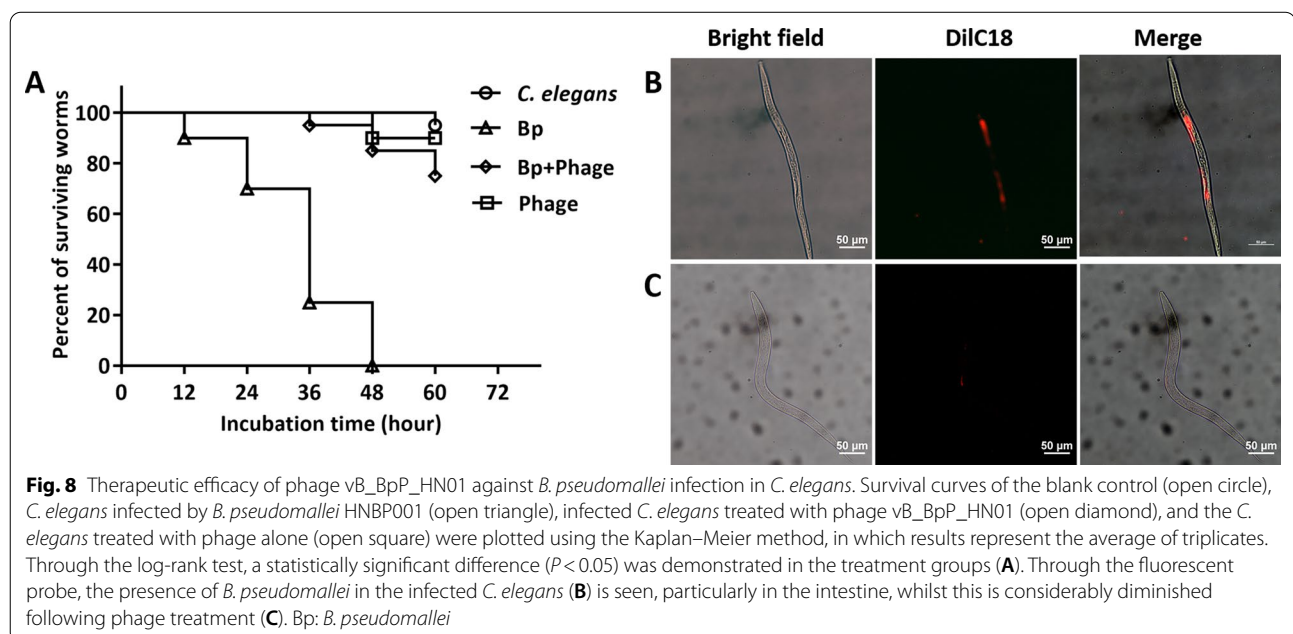 Bright field DilC18 Merge
A
B
C
Percent of surviving worms
100
80
60
40
20
0
0 12 24 36 48 60 72
Incubation time (hour)
C. elegans
Bp
Bp+Phage
Phage
50 µm 50 µm
50 µm 50 µm 50 µm
Fig. 8 Therapeutic efficacy of phage vB_BpP_HN01 against B. pseudomallei infection in C. elegans. Survival curves of the blank control (open circle),
C. elegans infected by B. pseudomallei HNBP001 (open triangle), infected C. elegans treated with phage vB_BpP_HN01 (open diamond), and the C.
elegans treated with phage alone (open square) were plotted using the Kaplan–Meier method, in which results represent the average of triplicates.
Through the log-rank test, a statistically significant difference (P < 0.05) was demonstrated in the treatment groups (A). Through the fluorescent
probe, the presence of B. pseudomallei in the infected C. elegans (B) is seen, particularly in the intestine, whilst this is considerably diminished
following phage treatment (C). Bp: B. pseudomallei